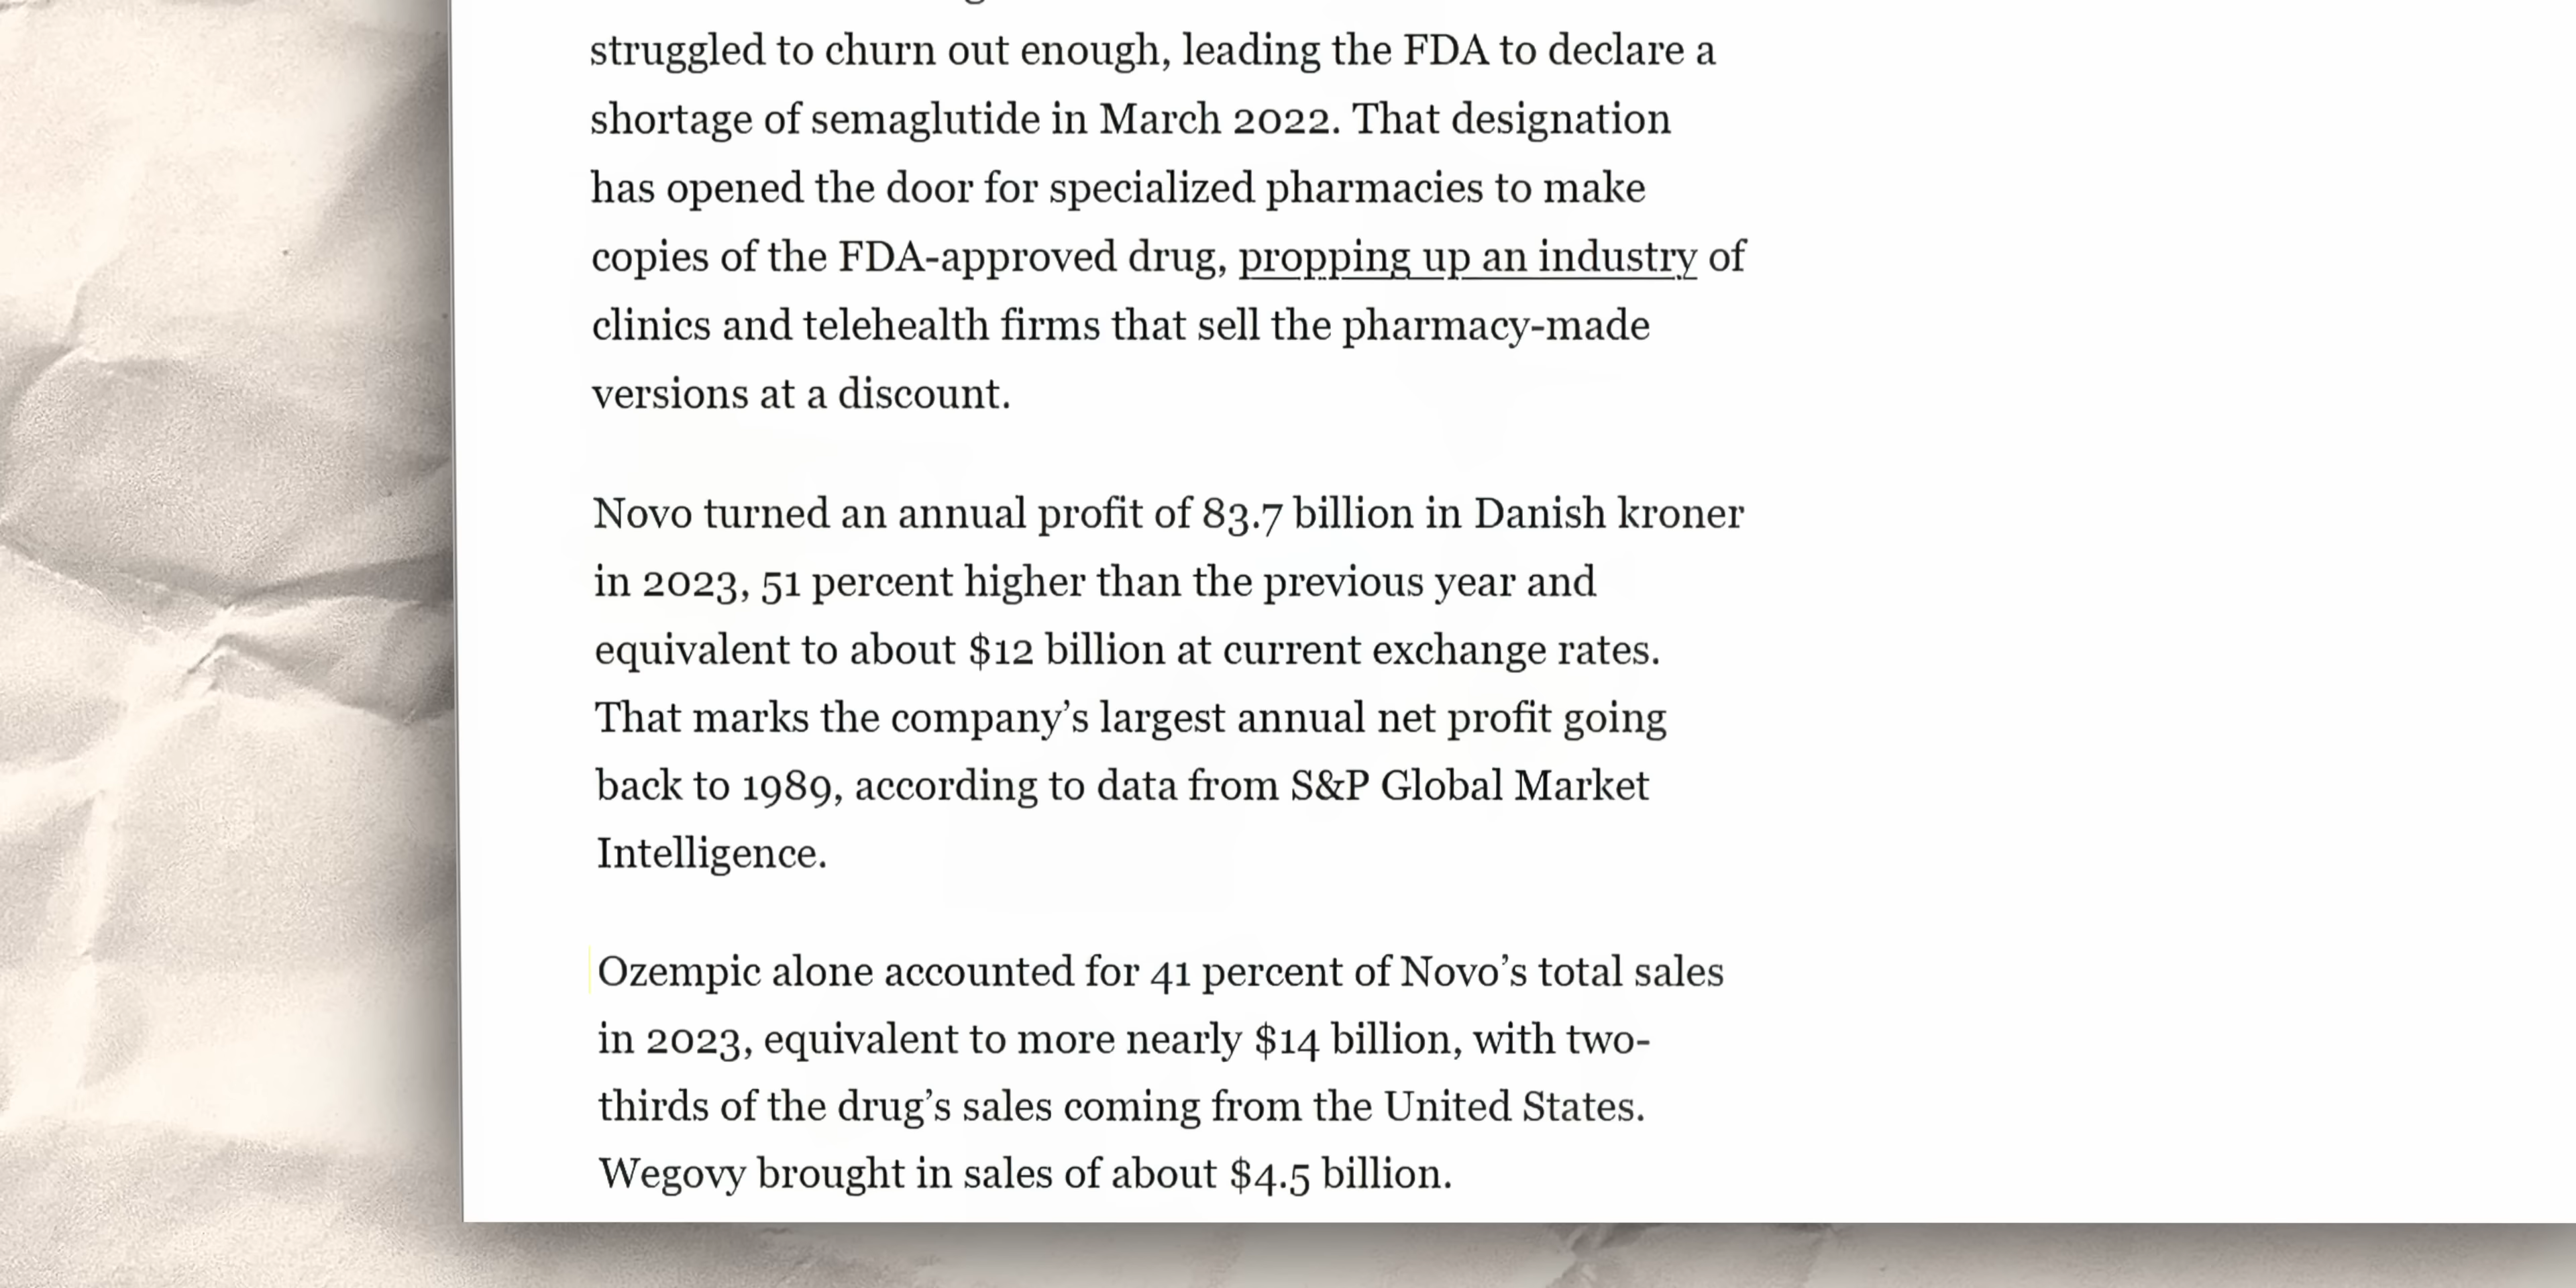 struggled to churn out enough, leading the FDA to declare a
shortage of semaglutide in March 2022. That designation
has opened the door for specialized pharmacies to make
copies of the FDA-approved drug, propping up an industry of
clinics and telehealth firms that sell the pharmacy-made
versions at a discount.
Novo turned an annual profit of 83.7 billion in Danish kroner
in 2023, 51 percent higher than the previous year and
equivalent to about $12 billion at current exchange rates.
That marks the company’s largest annual net profit going
back to 1989, according to data from S&P Global Market
Intelligence.
Ozempic alone accounted for 41 percent of Novo’s total sales
in 2023, equivalent to more nearly $14 billion, with two-
thirds of the drug’s sales coming from the United States.
Wegovy brought in sales of about $4.5 billion.